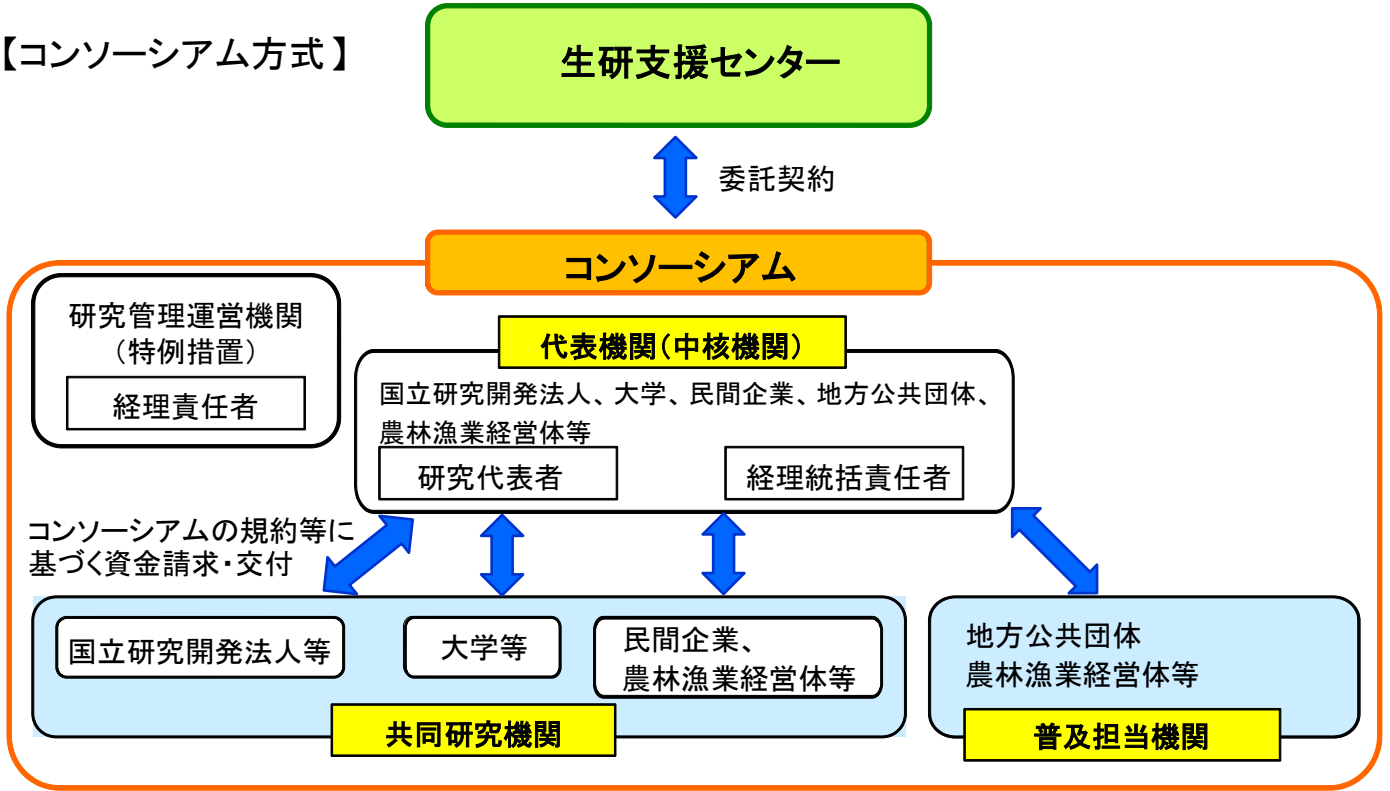 【コンソーシアム方式】
生研支援センター
委託契約
コンソーシアム
研究管理運営機関
（特例措置）
経理責任者
代表機関（中核機関）
国立研究開発法人、大学、民間企業、地方公共団体、
農林漁業経営体等
研究代表者
経理統括責任者
コンソーシアムの規約等に
基づく資金請求・交付
国立研究開発法人等
大学等
民間企業、
農林漁業経営体等
共同研究機関
地方公共団体
農林漁業経営体等
普及担当機関